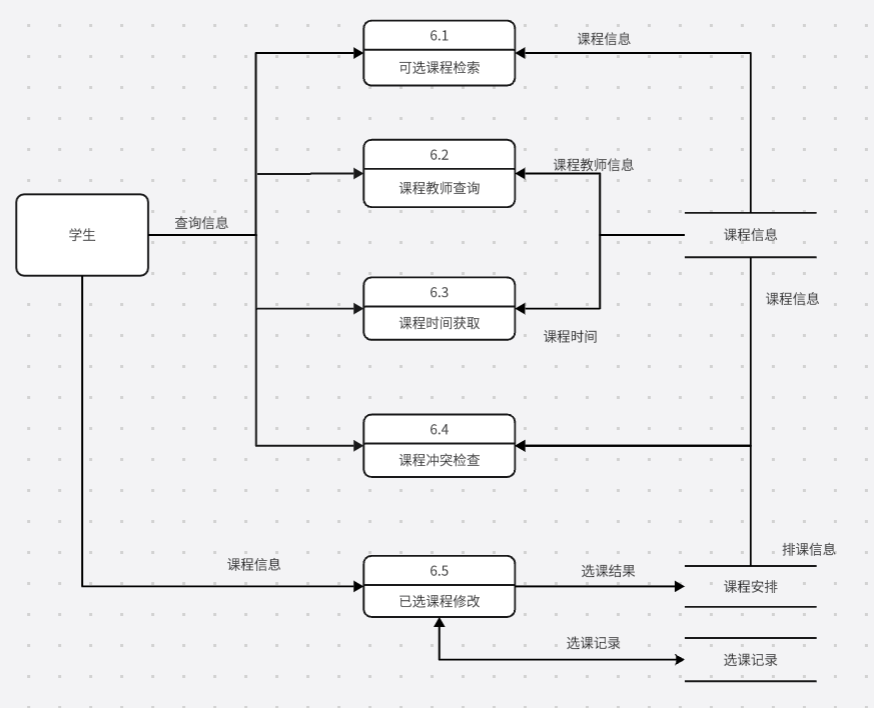 6.1
课程信息
可选课程检索
6.2
课程教师信息
课程教师查询
学生
查询信息
课程信息
6.3
课程信息
课程时间获取
课程时间
6.4
课程冲突检查
排课信息
课程信息
6.5
选课结果
课程安排
已选课程修改
选课记录
选课记录